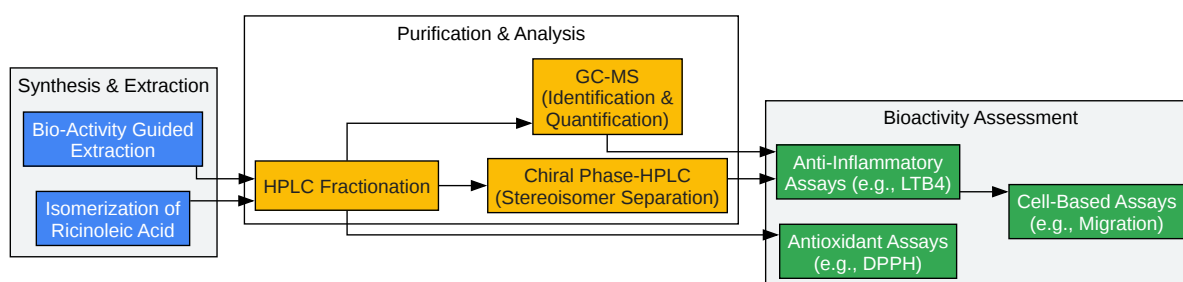 Synthesis & Extraction
Bio-Activity Guided
Extraction
Isomerization of
Ricinoleic Acid
Purification & Analysis
HPLC Fractionation
GC-MS
(Identification &
Quantification)
Chiral Phase-HPLC
(Stereoisomer Separation)
Bioactivity Assessment
Anti-Inflammatory
Assays (e.g., LTB4)
Antioxidant Assays
(e.g., DPPH)
Cell-Based Assays
(e.g., Migration)